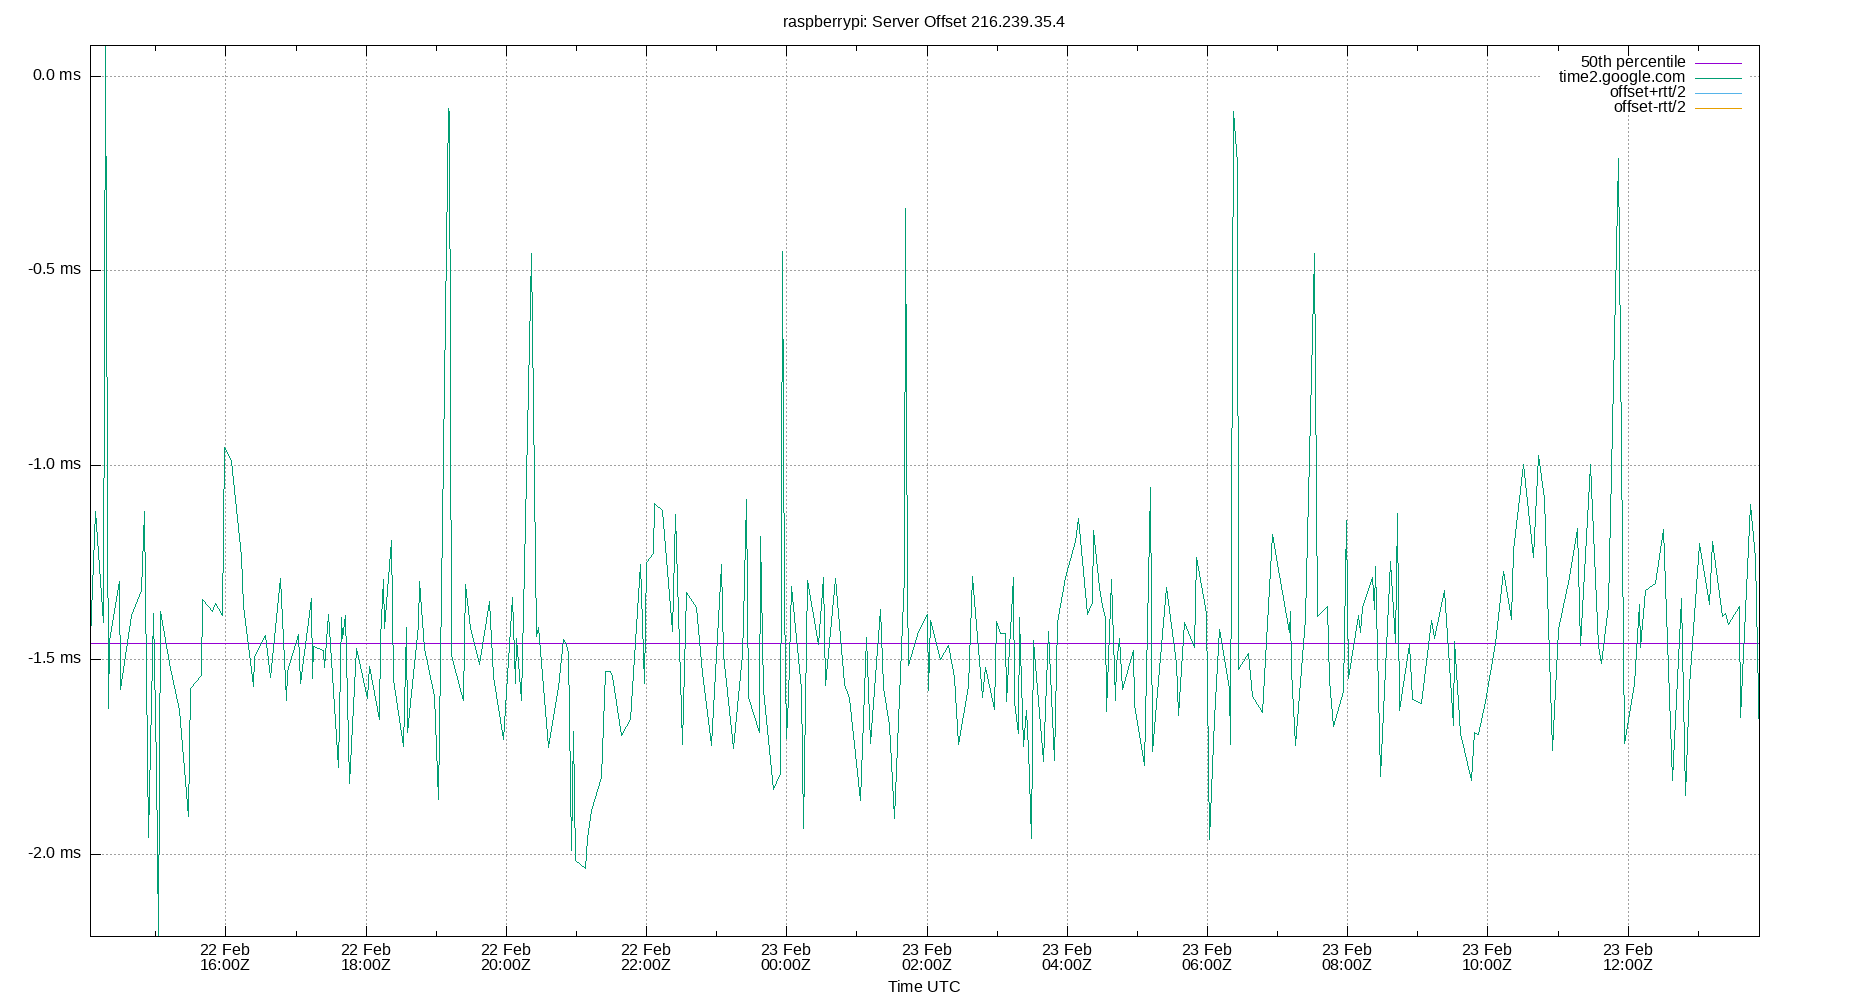 raspberrypi: Server Offset 216.239.35.4
50th percentile
time2.google.com
offset+rtt/2
offset-rtt/2
0.0 ms
-0.5 ms
-1.0 ms
-1.5 ms
-2.0 ms
22 Feb 22 Feb 22 Feb 22 Feb 23 Feb 23 Feb 23 Feb 23 Feb 23 Feb 23 Feb 23 Feb
16:00Z 18:00Z 20:00Z 22:00Z 00:00Z 02:00Z 04:00Z 06:00Z 08:00Z 10:00Z 12:00Z
Time UTC